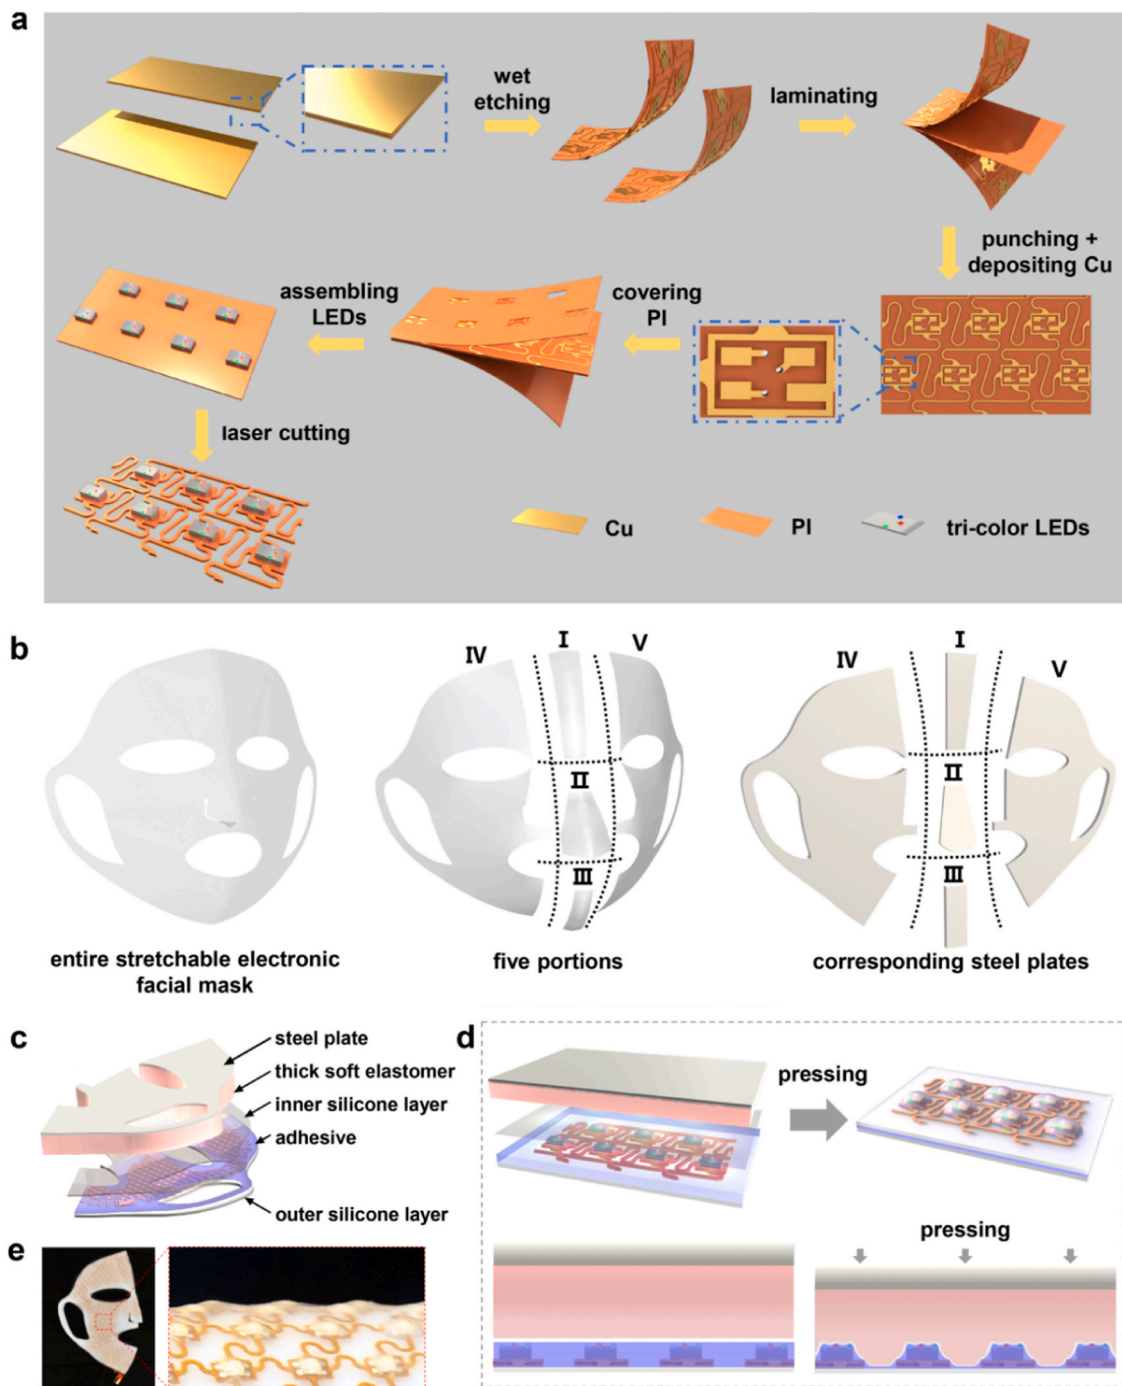 a
wet
etching
laminating
punching +
depositing Cu
assembling
LEDs
covering
PI
laser cutting
Cu
PI
tri-color LEDs
b
IV
I
V
II
III
IV
I
V
II
III
entire stretchable electronic
facial mask
five portions
corresponding steel plates
c
steel plate
thick soft elastomer
inner silicone layer
adhesive
outer silicone layer
d
pressing
pressing
e